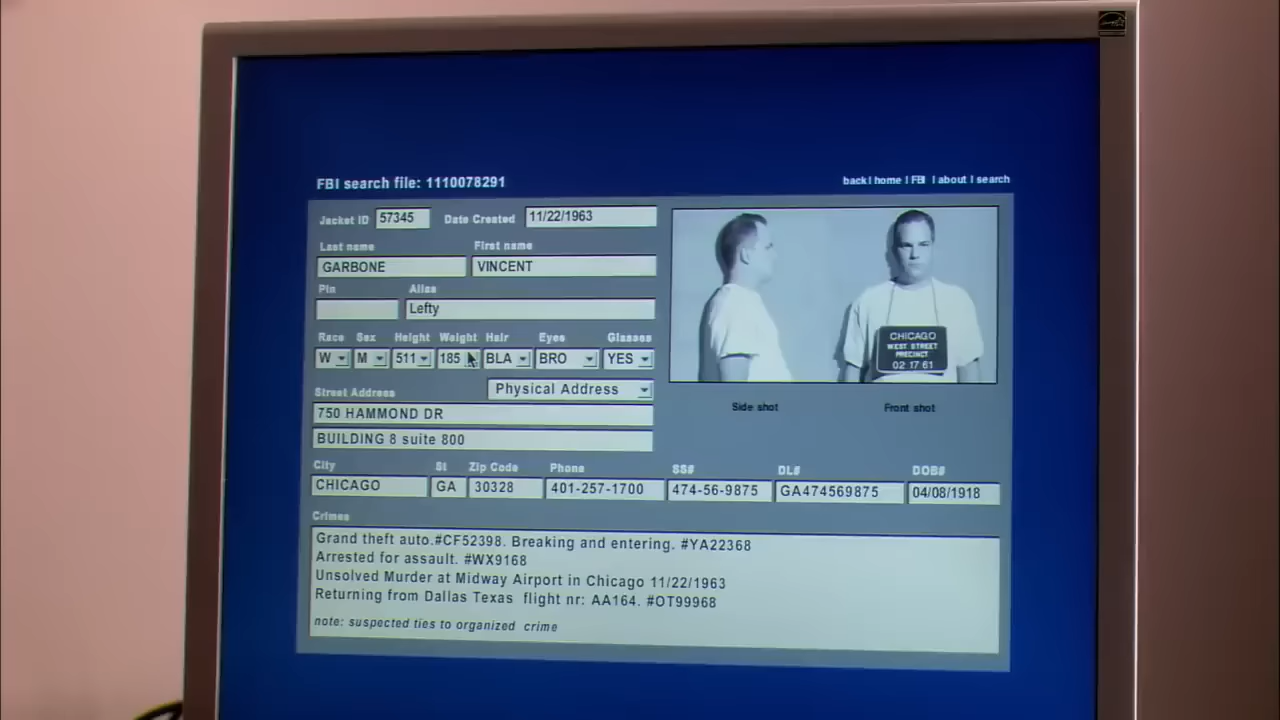 FBI search file: 1110078291
back I home I FBI I about I search
Jacket ID 57345 Date Created 11/22/1963
Last name First name
GARBONE VINCENT
Pin Alias
Lefty
Race Sex Height Weight Hair Eyes Glasses
W M 511 185 BLA BRO YES
Street Address Physical Address
750 HAMMOND DR
BUILDING 8 suite 800
CHICAGO
WEST STREET
PRECINCT
02 17 61
Side shot Front shot
City St Zip Code Phone SS# DL# DOB#
CHICAGO GA 30328 401-257-1700 474-56-9875 GA474569875 04/08/1918
Crimes
Grand theft auto.#CF52398. Breaking and entering. #YA22368
Arrested for assault. #WX9168
Unsolved Murder at Midway Airport in Chicago 11/22/1963
Returning from Dallas Texas flight nr: AA164. #OT99968
note: suspected ties to organized crime